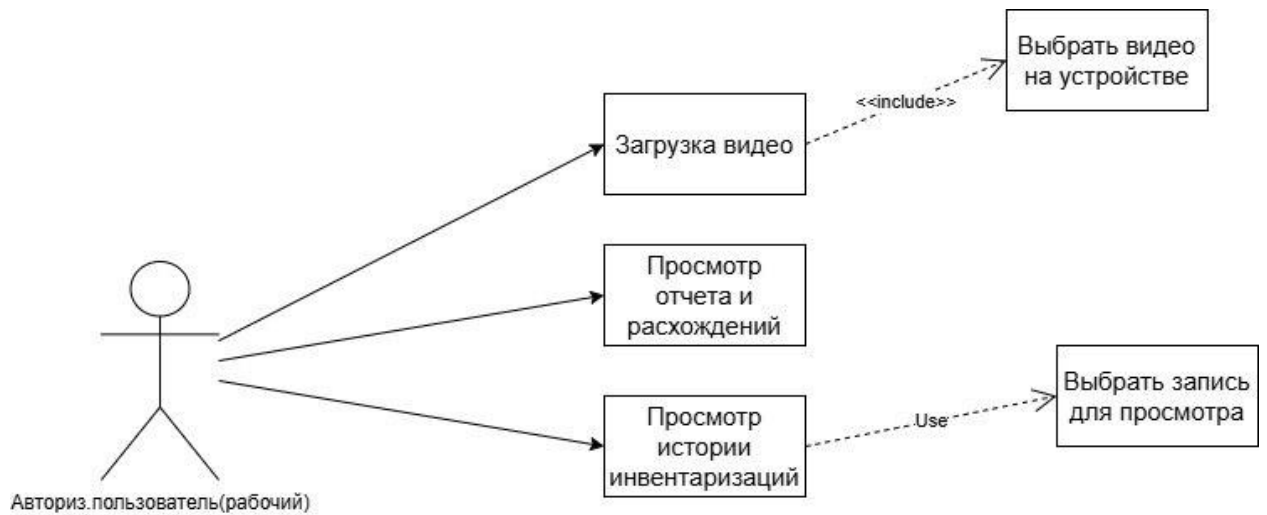 Выбрать видео
на устройстве
<<include>>
Загрузка видео
Просмотр
отчета и
расхождений
Выбрать запись
для просмотра
Use
Просмотр
истории
инвентаризаций
Авториз.пользователь(рабочий)